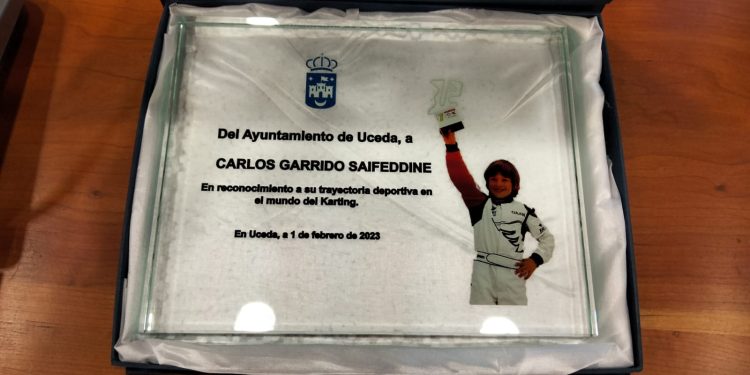 Del Ayuntamiento de Uceda, a
CARLOS GARRIDO SAIFEDDINE
En reconocimiento a su trayectoria deportiva en
el mundo del Karting.
En Uceda, a 1 de febrero de 2023